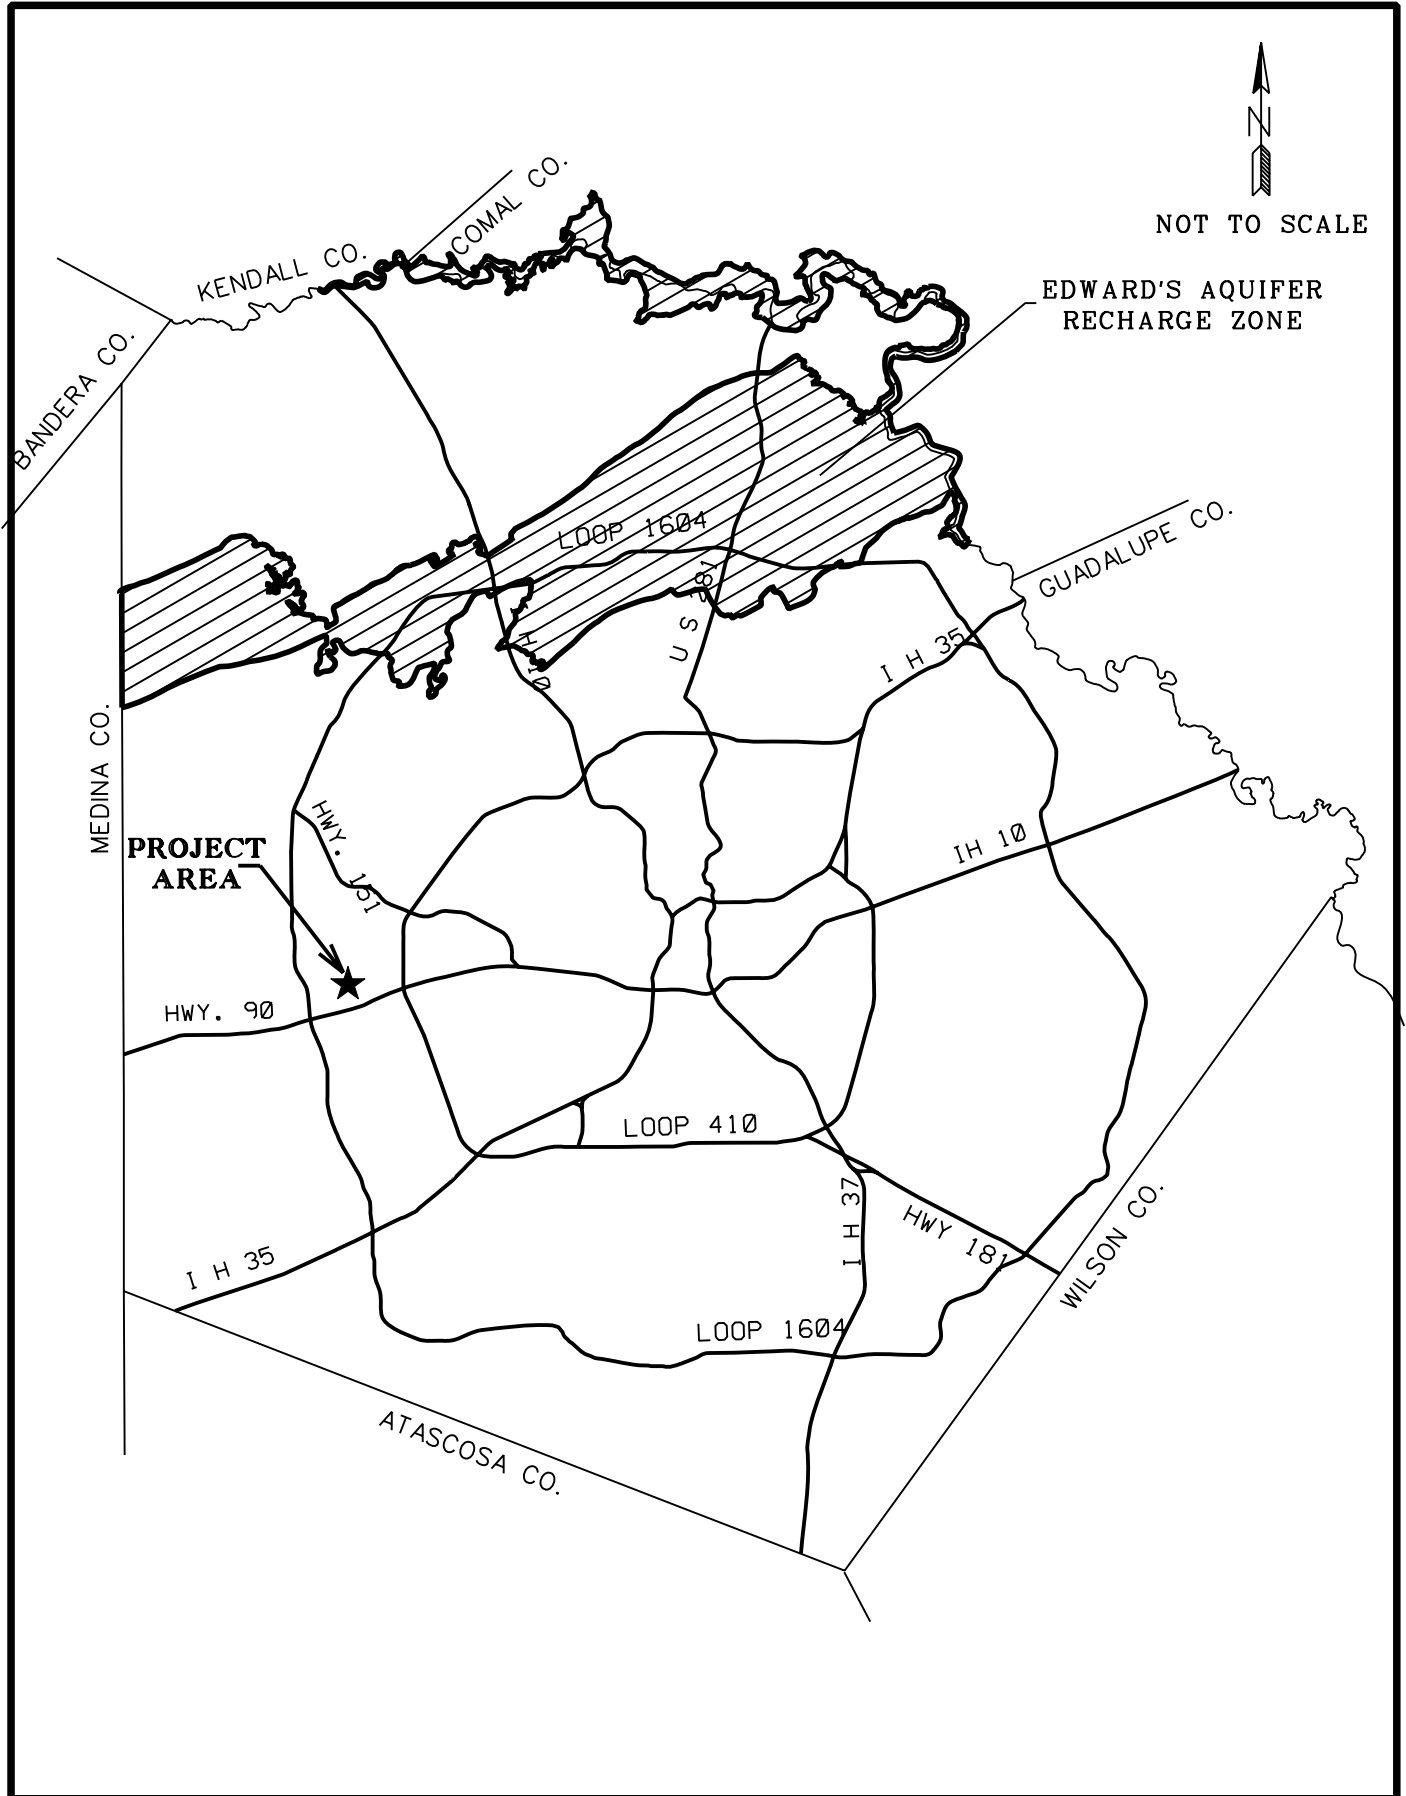 COMAL CO.
N
NOT TO SCALE
KENDALL CO.
EDWARD'S AQUIFER
RECHARGE ZONE
BANDERA CO.
LOOP 1604
GUADALUPE CO.
U S 281
I H 10
I H 35
MEDINA CO.
HWY. 151
PROJECT
AREA
IH 10
HWY. 90
LOOP 410
I H 37
HWY 181
WILSON CO.
I H 35
LOOP 1604
ATASCOSA CO.